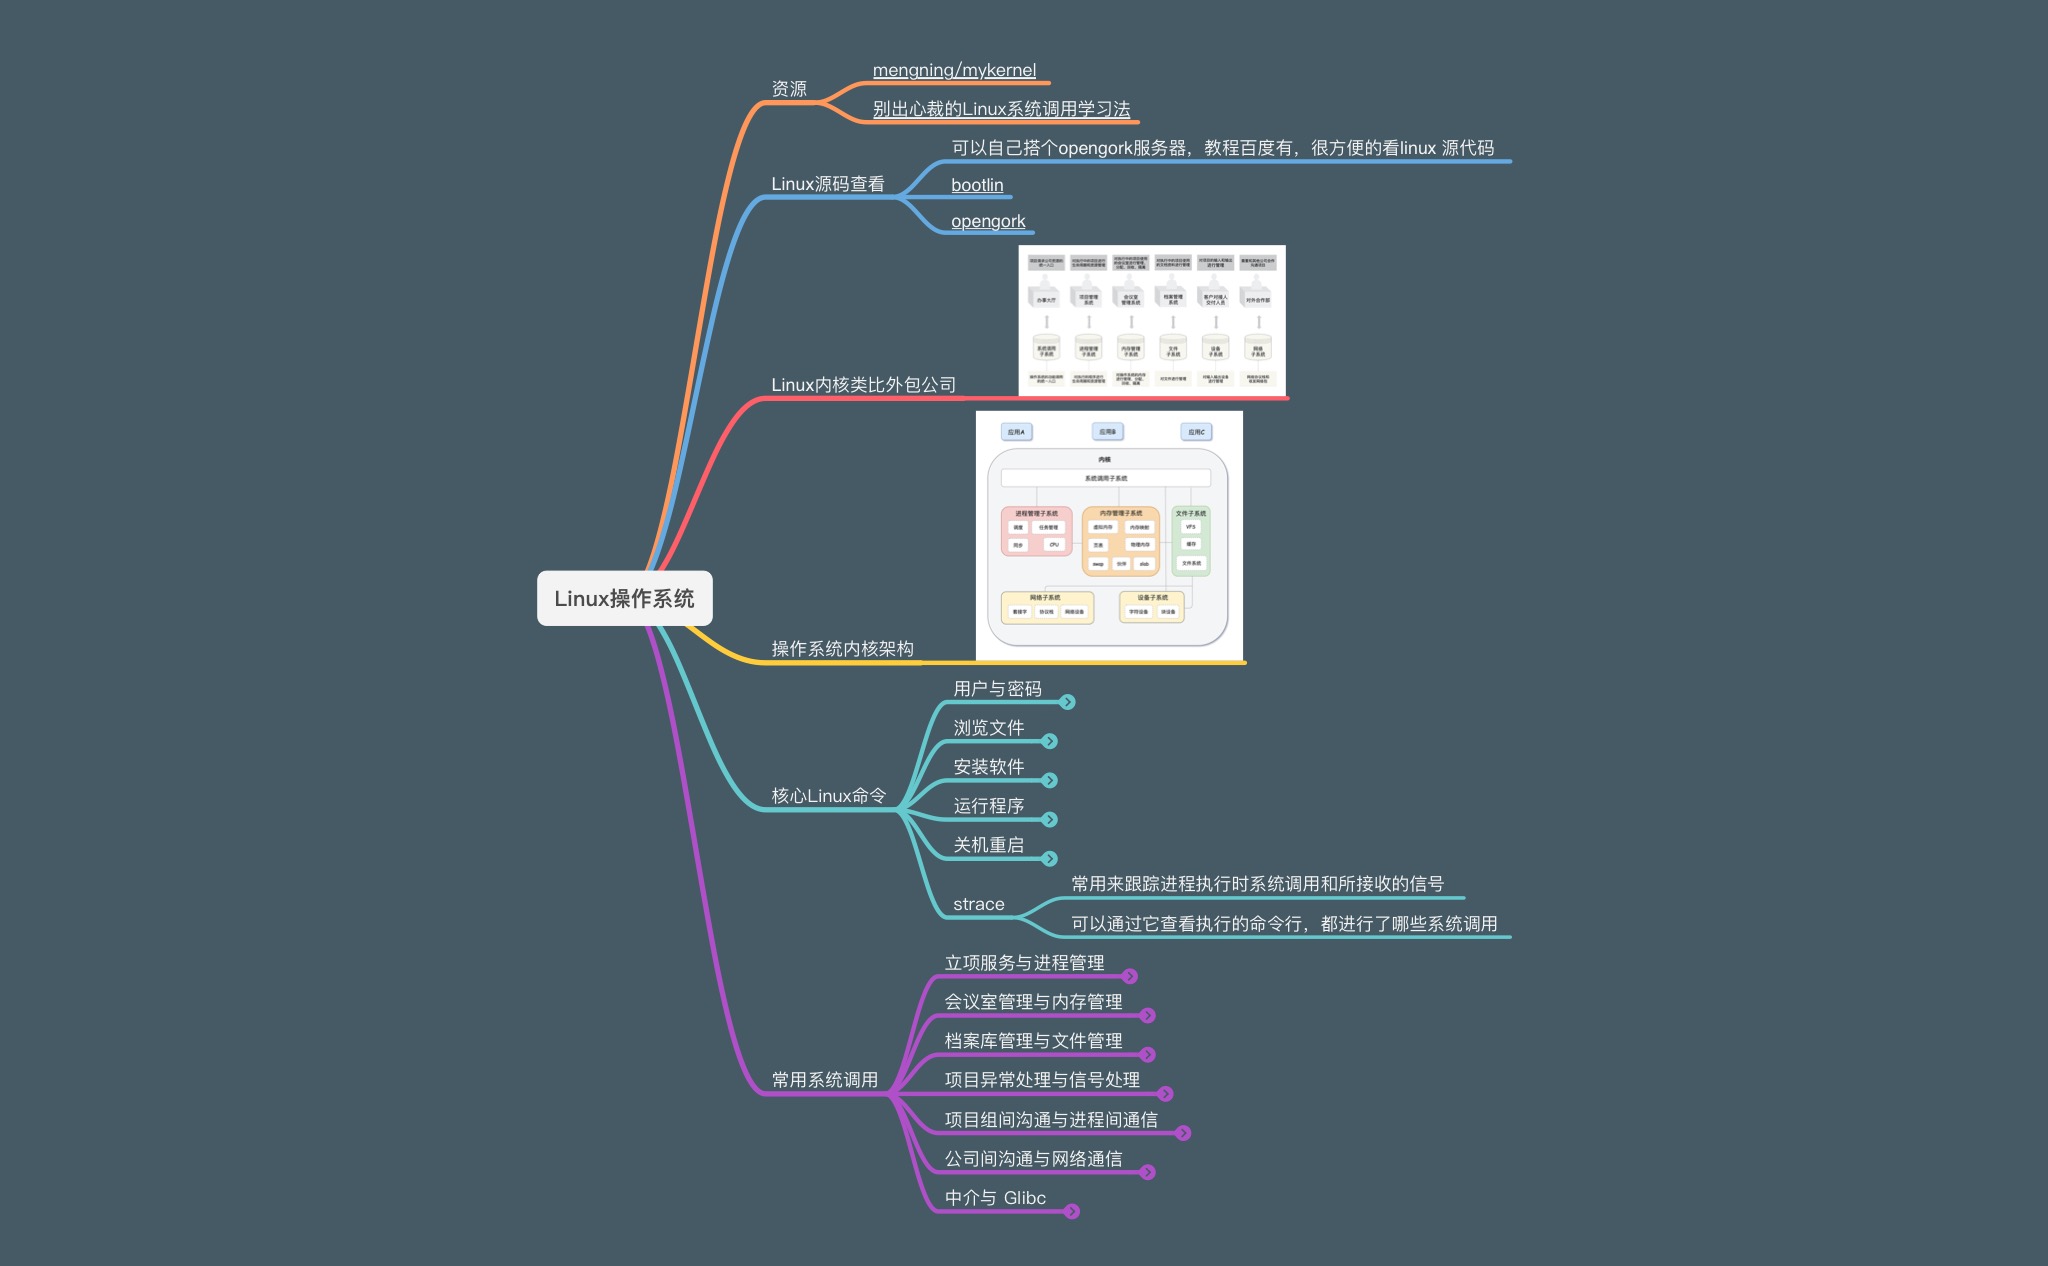 mengning/mykernel
资源
别出心裁的Linux系统调用学习法
可以自己搭个opengork服务器，教程百度有，很方便的看linux 源代码
Linux源码查看
bootlin
opengork
办事大厅
项目管理
系统
会议室
管理系统
档案管理
系统
客户对接人
交付人员
对外合作部
系统调用
子系统
进程管理
子系统
内存管理
子系统
文件
子系统
设备
子系统
网络
子系统
对文件进行管理
Linux内核类比外包公司
应用A
应用B
应用C
内核
系统调用子系统
进程管理子系统
内存管理子系统
文件子系统
调度
任务管理
虚拟内存
内存映射
VFS
同步
CPU
页表
物理内存
缓存
swap
伙伴
slab
文件系统
网络子系统
设备子系统
套接字
协议栈
网络设备
字符设备
块设备
Linux操作系统
操作系统内核架构
用户与密码
浏览文件
安装软件
核心Linux命令
运行程序
关机重启
常用来跟踪进程执行时系统调用和所接收的信号
strace
可以通过它查看执行的命令行，都进行了哪些系统调用
立项服务与进程管理
会议室管理与内存管理
档案库管理与文件管理
常用系统调用
项目异常处理与信号处理
项目组间沟通与进程间通信
公司间沟通与网络通信
中介与 Glibc